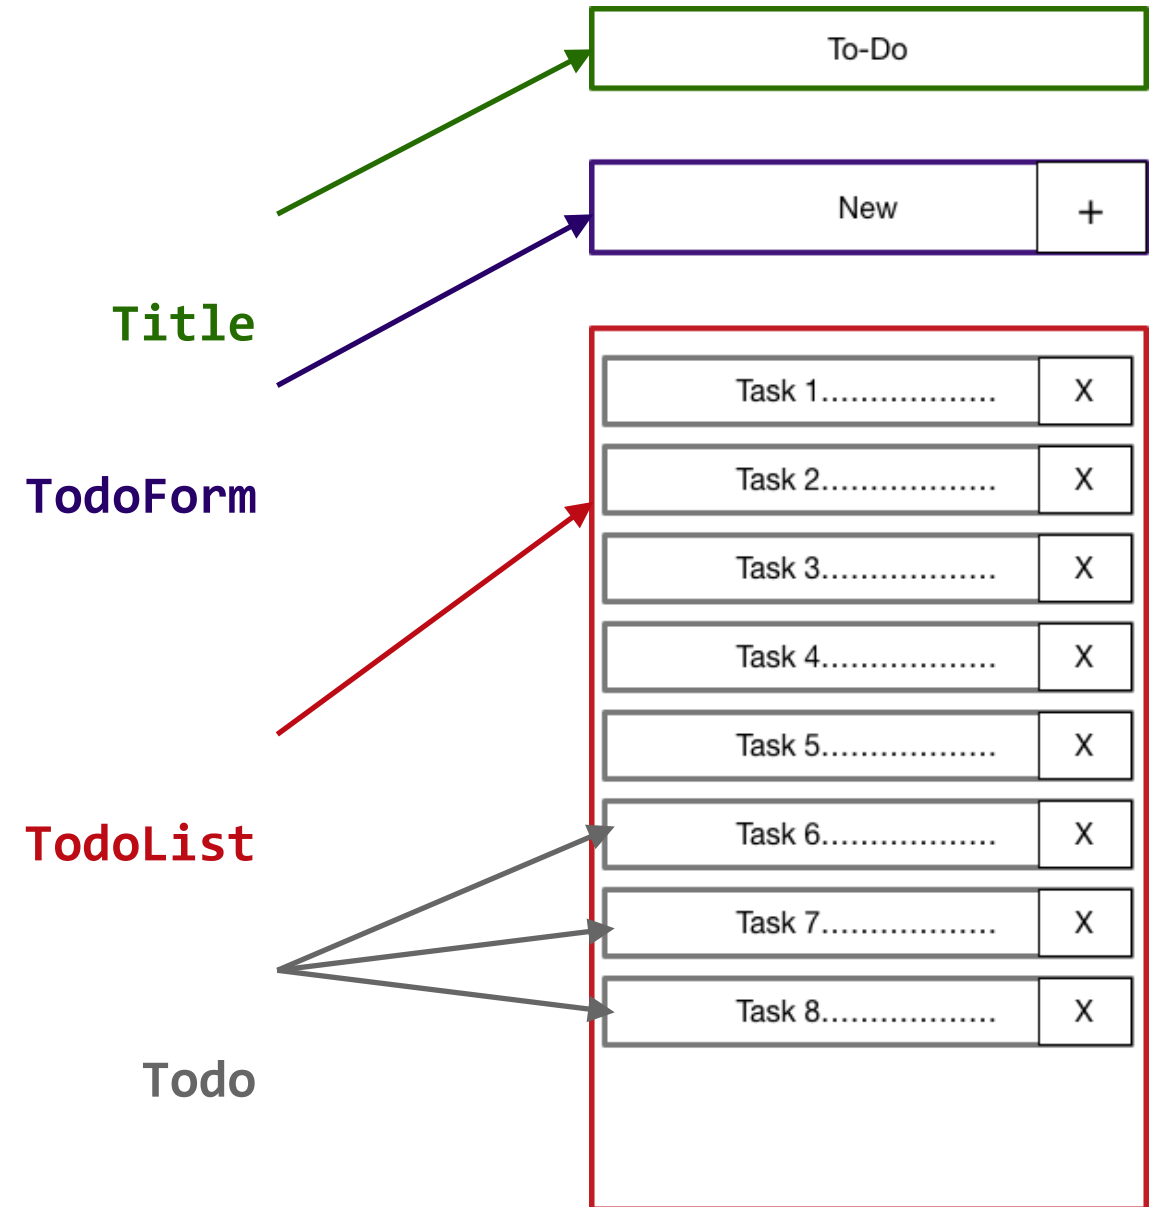 To-Do
New +
Title
TodoForm
TodoList
Todo
Task 1.................. X
Task 2.................. X
Task 3.................. X
Task 4.................. X
Task 5.................. X
Task 6.................. X
Task 7.................. X
Task 8.................. X